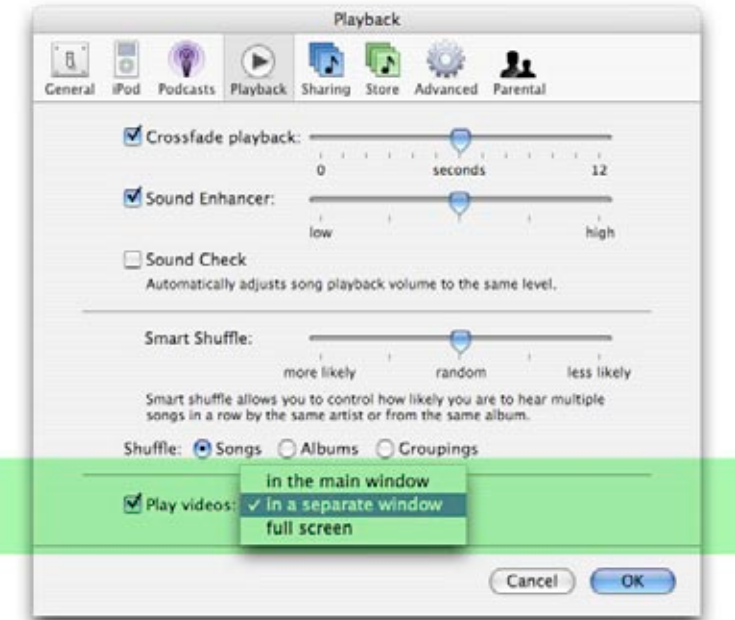 Playback
General iPod Podcasts Playback Sharing Store Advanced Parental
Crossfade playback:
0 seconds 12
Sound Enhancer:
low high
Sound Check
Automatically adjusts song playback volume to the same level.
Smart Shuffle:
more likely random less likely
Smart shuffle allows you to control how likely you are to hear multiple
songs in a row by the same artist or from the same album.
Shuffle: Songs Albums Groupings
in the main window
Play videos: ✓ in a separate window
full screen
Cancel OK